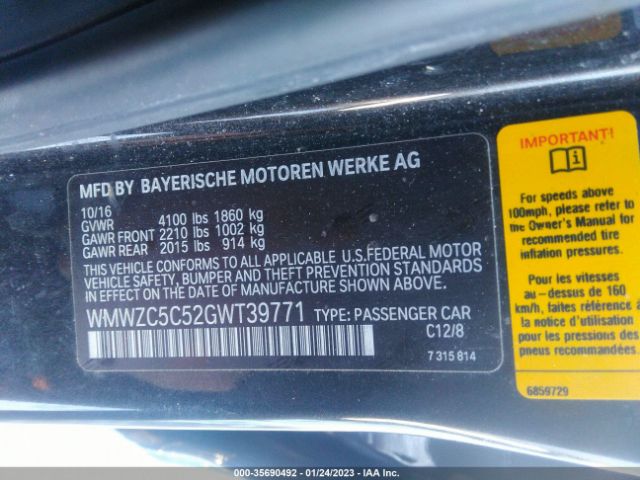 MFD BY BAYERISCHE MOTOREN WERKE AG
10/16
GVWR 4100 lbs 1860 kg
GAWR FRONT 2210 lbs 1002 kg
GAWR REAR 2015 lbs 914 kg
THIS VEHICLE CONFORMS TO ALL APPLICABLE U.S.FEDERAL MOTOR
VEHICLE SAFETY, BUMPER AND THEFT PREVENTION STANDARDS
IN EFFECT ON THE DATE OF MANUFACTURE SHOWN ABOVE.
WMWZC5C52GWT39771 TYPE: PASSENGER CAR
C12/8
7 315 814
IMPORTANT!
For speeds above
100mph, please refer to
the Owner's Manual for
recommended cold tire
inflation pressures.
Pour les vitesses
au-dessus de 160
km/h, la notice d'utilisation
pour les pressions des
pneus recommandées.
6859729
000-35690492 - 01/24/2023 - IAA Inc.